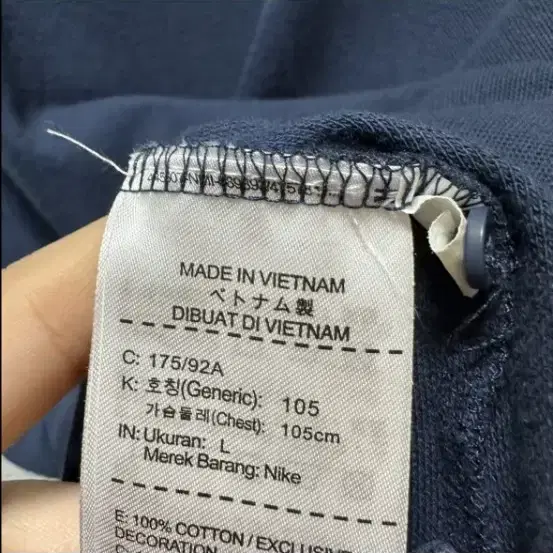 MADE IN VIETNAM
ベトナム製
DIBUAT DI VIETNAM
C: 175/92A
K: 호칭(Generic): 105
가슴둘레(Chest): 105cm
IN: Ukuran: L
Merek Barang: Nike
E: 100% COTTON / EXCLUSIVE
DECORATION